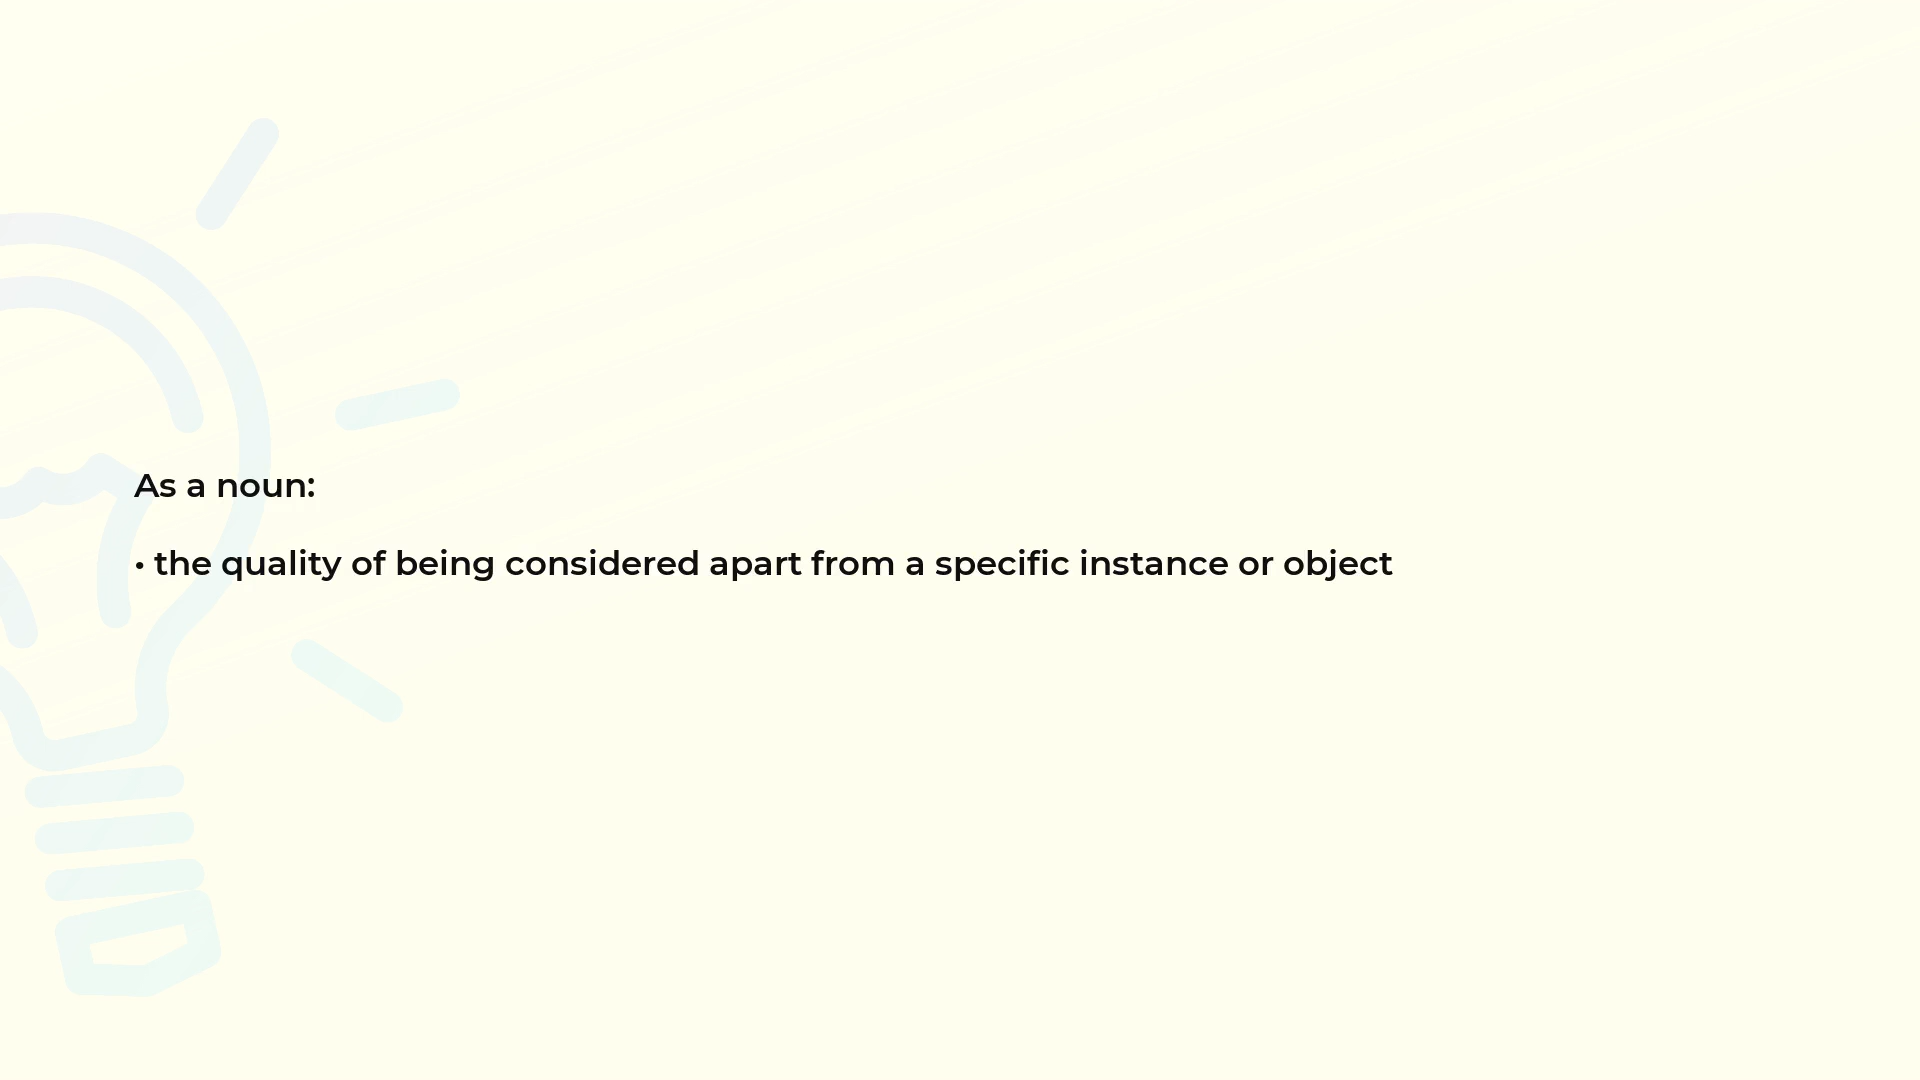 As a noun:
• the quality of being considered apart from a specific instance or object